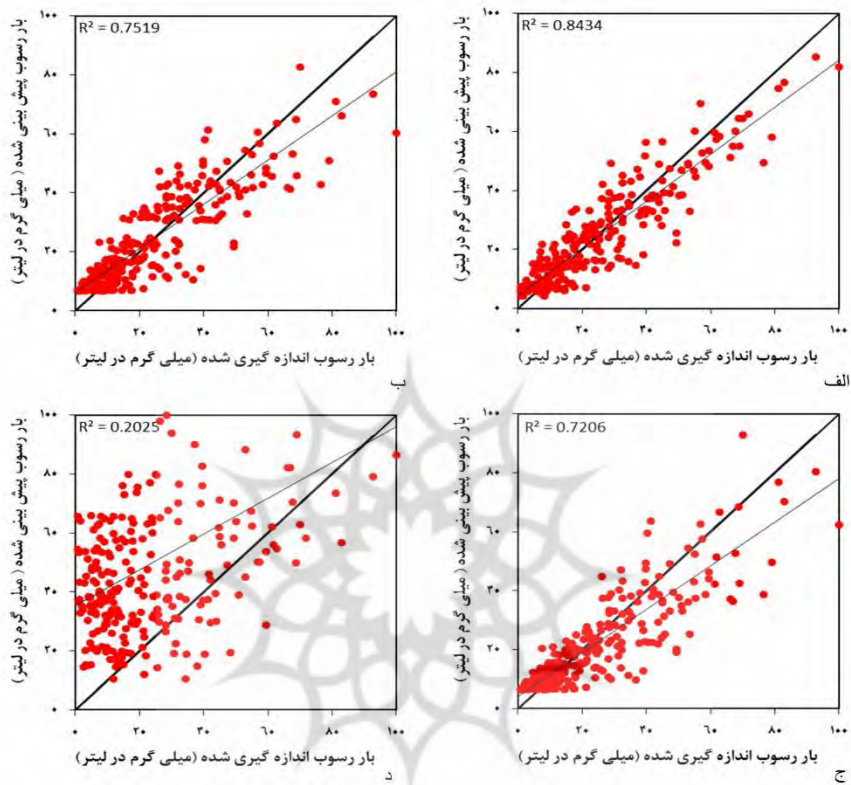 R² = 0.8434
بار رسوب پیش بینی شده ( میلی گرم در لیتر)
۱۰۰
۸۰
۶۰
۴۰
۲۰
۰
۰ ۲۰ ۴۰ ۶۰ ۸۰ ۱۰۰
بار رسوب اندازه گیری شده (میلی گرم در لیتر)
الف
R² = 0.7519
بار رسوب پیش بینی شده ( میلی گرم در لیتر)
۱۰۰
۸۰
۶۰
۴۰
۲۰
۰
۰ ۲۰ ۴۰ ۶۰ ۸۰ ۱۰۰
بار رسوب اندازه گیری شده (میلی گرم در لیتر)
ب
R² = 0.7206
بار رسوب پیش بینی شده ( میلی گرم در لیتر)
۱۰۰
۸۰
۶۰
۴۰
۲۰
۰
۰ ۲۰ ۴۰ ۶۰ ۸۰ ۱۰۰
بار رسوب اندازه گیری شده (میلی گرم در لیتر)
ج
R² = 0.2025
بار رسوب پیش بینی شده ( میلی گرم در لیتر)
۱۰۰
۸۰
۶۰
۴۰
۲۰
۰
۰ ۲۰ ۴۰ ۶۰ ۸۰ ۱۰۰
بار رسوب اندازه گیری شده (میلی گرم در لیتر)
د